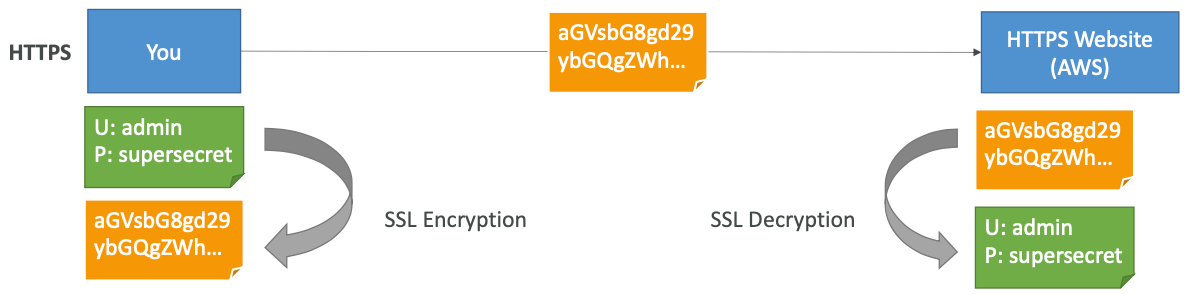 HTTPS
You
aGVsbG8gd29
ybGQgZWh...
HTTPS Website
(AWS)
U: admin
P: supersecret
aGVsbG8gd29
ybGQgZWh...
SSL Encryption
SSL Decryption
aGVsbG8gd29
ybGQgZWh...
U: admin
P: supersecret